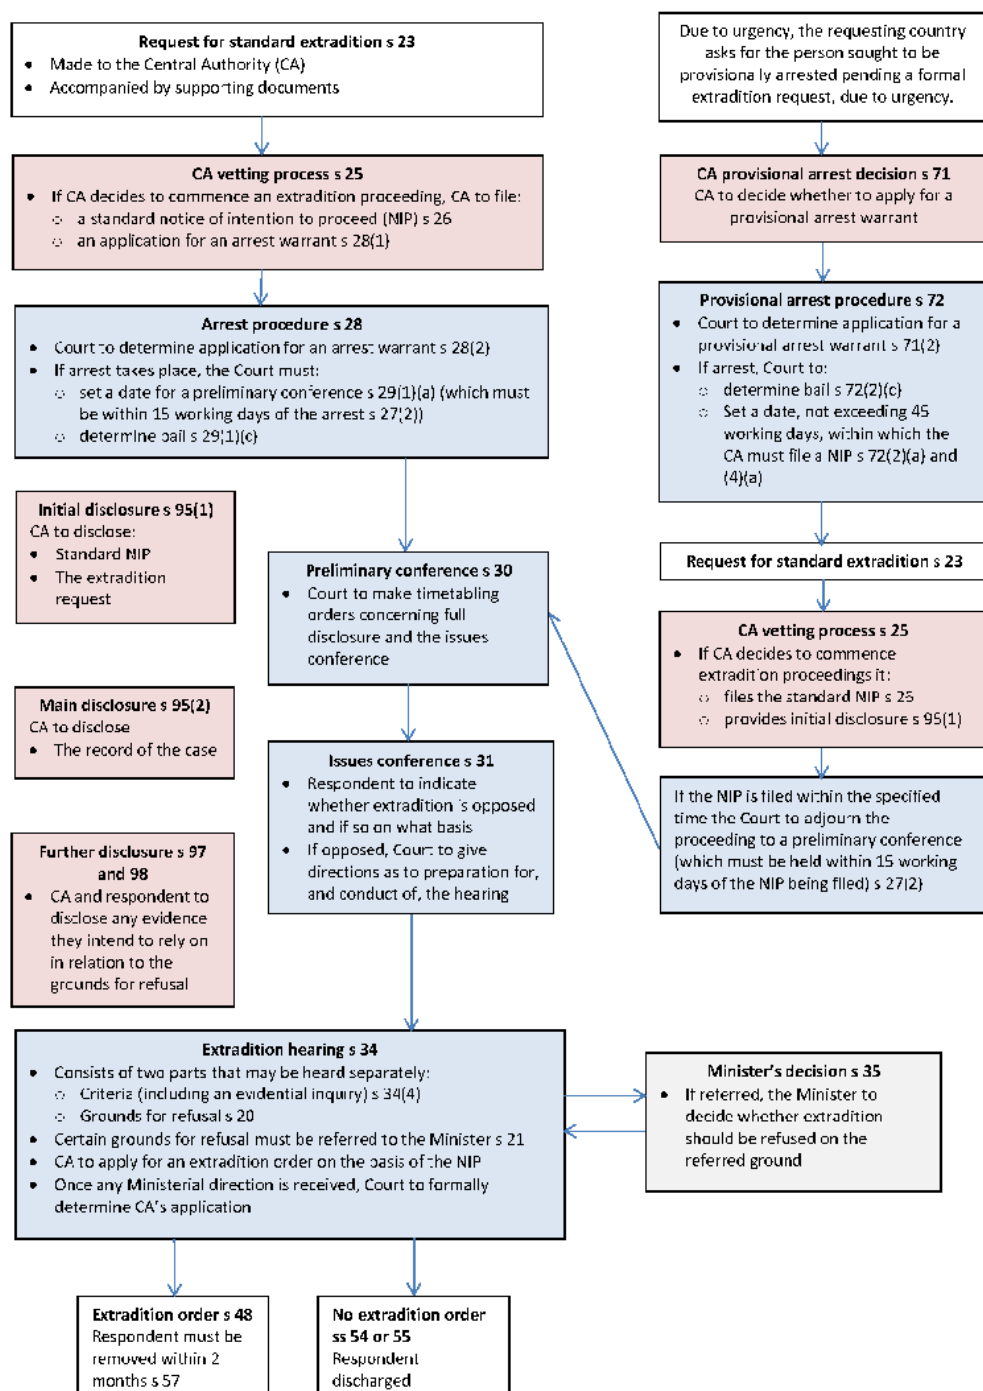 Request for standard extradition s 23
• Made to the Central Authority (CA)
• Accompanied by supporting documents
CA vetting process s 25
• If CA decides to commence an extradition proceeding, CA to file:
○ a standard notice of intention to proceed (NIP) s 26
○ an application for an arrest warrant s 28(1)
Arrest procedure s 28
• Court to determine application for an arrest warrant s 28(2)
• If arrest takes place, the Court must:
○ set a date for a preliminary conference s 29(1)(a) (which must
be within 15 working days of the arrest s 27(2))
○ determine bail s 29(1)(c)
Initial disclosure s 95(1)
CA to disclose:
• Standard NIP
• The extradition
request
Main disclosure s 95(2)
CA to disclose
• The record of the case
Further disclosure s 97
and 98
• CA and respondent to
disclose any evidence
they intend to rely on
in relation to the
grounds for refusal
Preliminary conference s 30
• Court to make timetabling
orders concerning full
disclosure and the issues
conference
Issues conference s 31
• Respondent to indicate
whether extradition is opposed
and if so on what basis
• If opposed, Court to give
directions as to preparation for,
and conduct of, the hearing
Due to urgency, the requesting country
asks for the person sought to be
provisionally arrested pending a formal
extradition request, due to urgency.
CA provisional arrest decision s 71
CA to decide whether to apply for a
provisional arrest warrant
Provisional arrest procedure s 72
• Court to determine application for a
provisional arrest warrant s 71(2)
• If arrest, Court to:
○ determine bail s 72(2)(c)
○ Set a date, not exceeding 45
working days, within which the
CA must file a NIP s 72(2)(a) and
(4)(a)
Request for standard extradition s 23
CA vetting process s 25
• If CA decides to commence
extradition proceedings it:
○ files the standard NIP s 25
○ provides initial disclosure s 95(1)
If the NIP is filed within the specified
time the Court to adjourn the
proceeding to a preliminary conference
(which must be held within 15 working
days of the NIP being filed) s 27(2)
Extradition hearing s 34
• Consists of two parts that may be heard separately:
○ Criteria (including an evidential inquiry) s 34(4)
○ Grounds for refusal s 20
• Certain grounds for refusal must be referred to the Minister s 21
• CA to apply for an extradition order on the basis of the NIP
• Once any Ministerial direction is received, Court to formally
determine CA's application
Minister's decision s 35
• If referred, the Minister to
decide whether extradition
should be refused on the
referred ground
Extradition order s 48
Respondent must be
removed within 2
months s 57
No extradition order
ss 54 or 55
Respondent
discharged